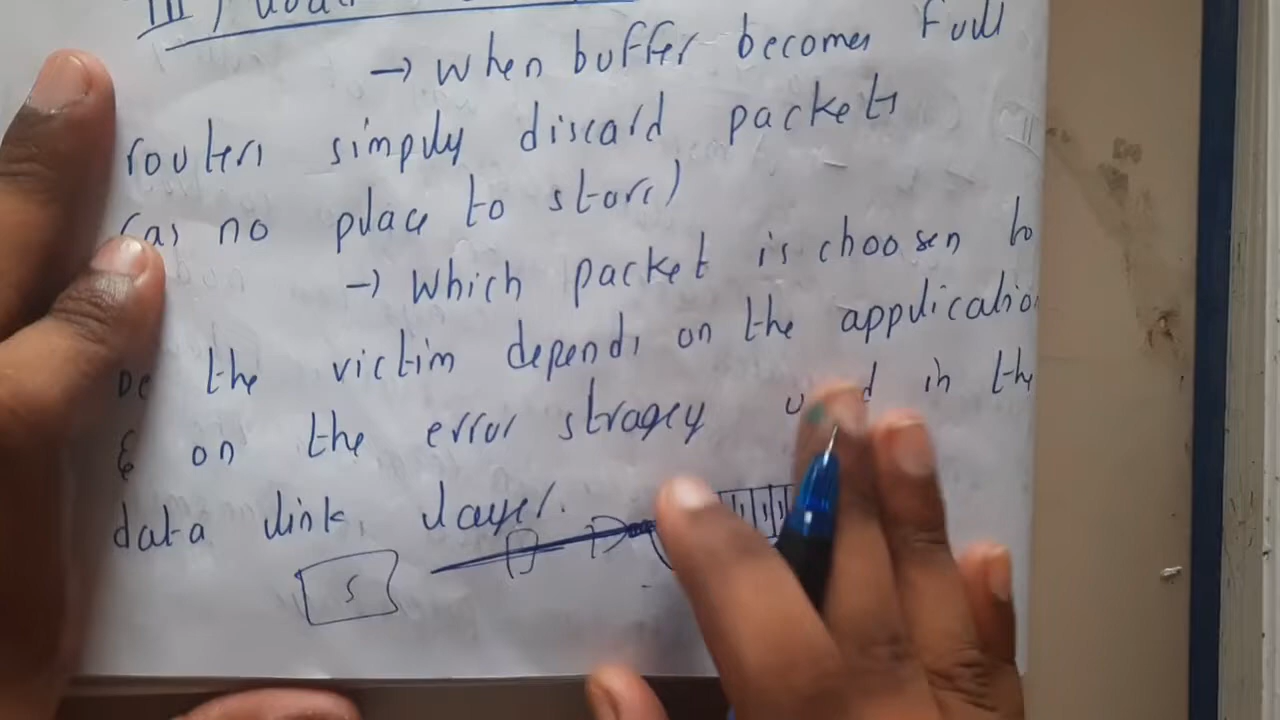 III)
→ when buffer becomes Full
routers simply discard packets
(as no place to store)
→ which packet is choosen to
be the victim depends on the application
& on the error stragey used in the
data link layer.
S